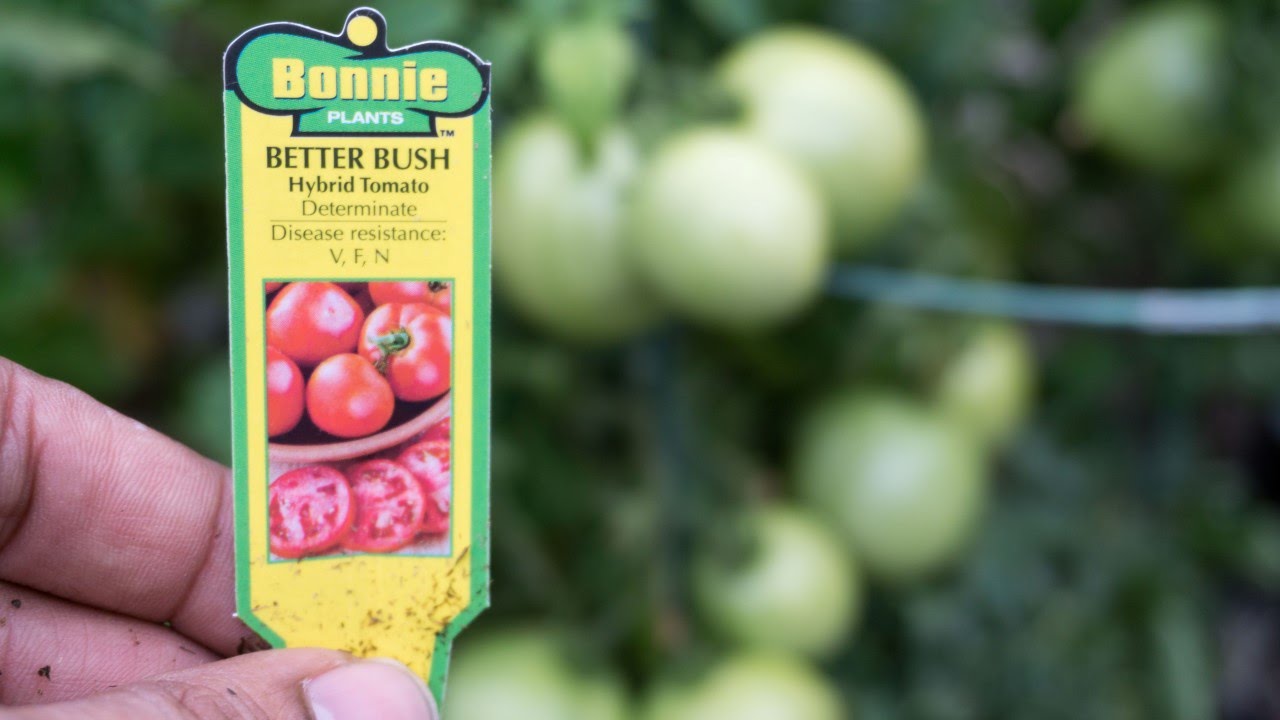 Bonnie
PLANTS
™
BETTER BUSH
Hybrid Tomato
Determinate
Disease resistance:
V, F, N